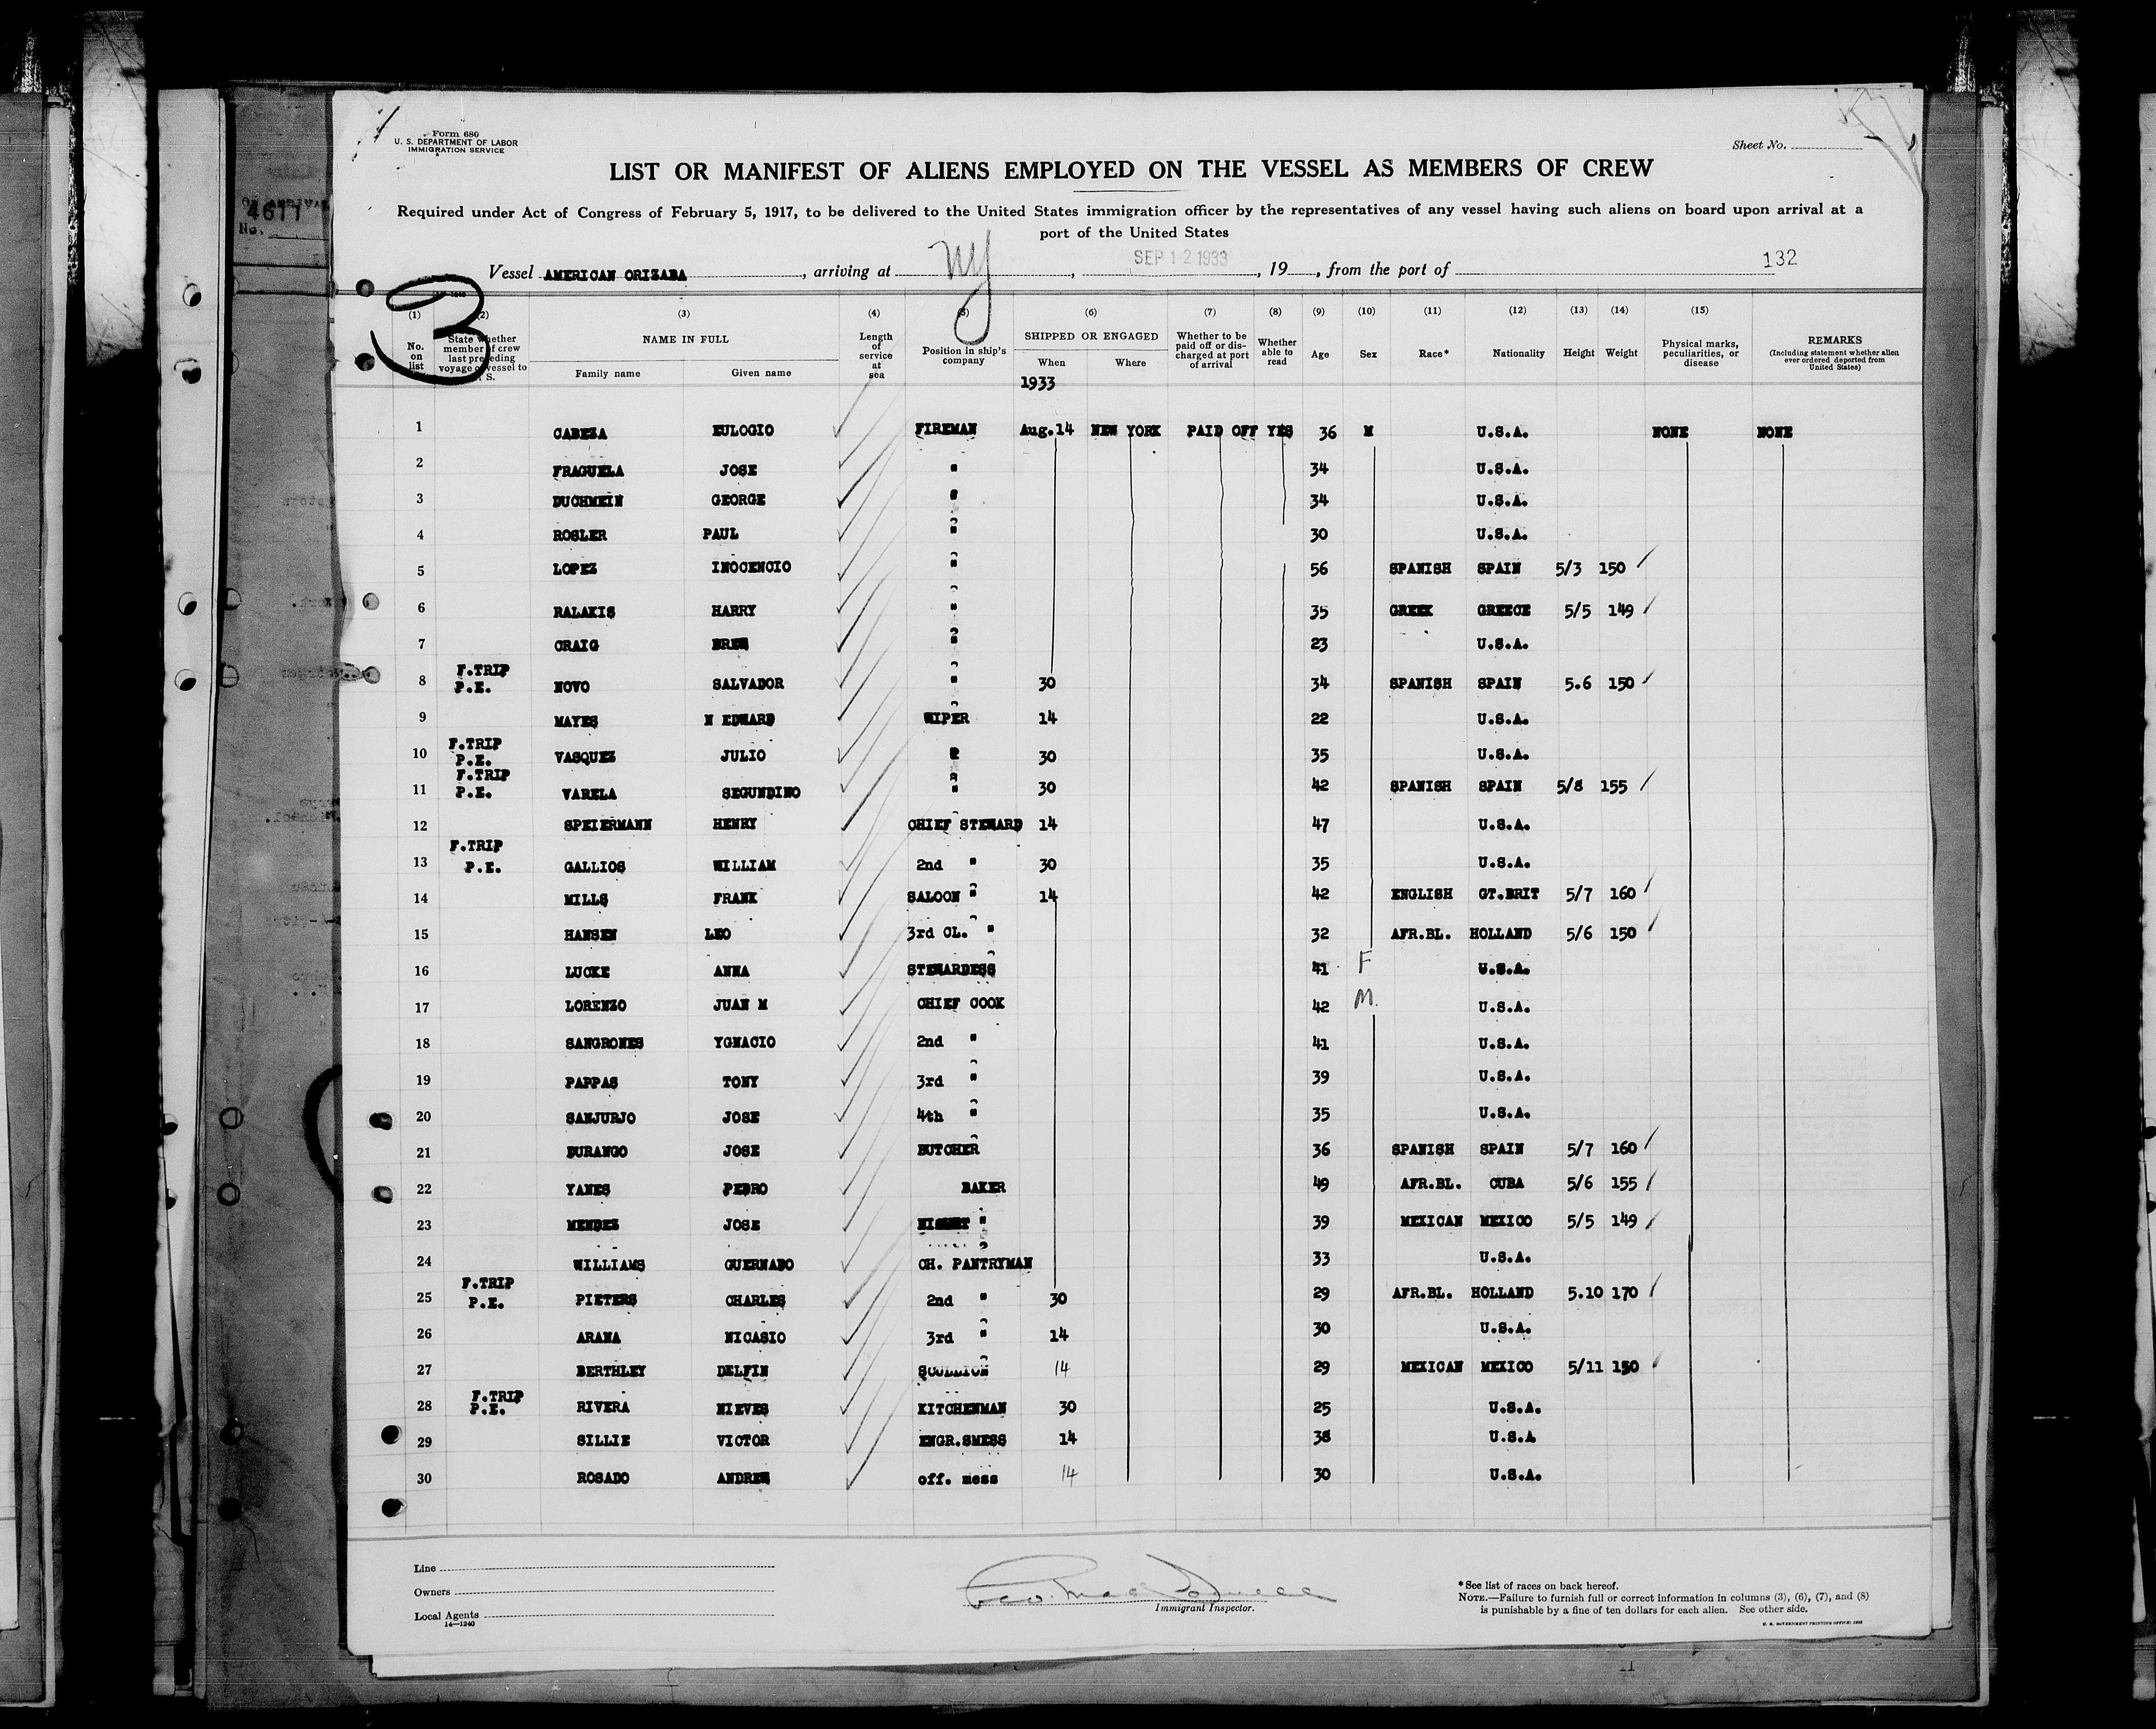 Form 680
U. S. DEPARTMENT OF LABOR
IMMIGRATION SERVICE
Sheet No.
LIST OR MANIFEST OF ALIENS EMPLOYED ON THE VESSEL AS MEMBERS OF CREW
Required under Act of Congress of February 5, 1917, to be delivered to the United States immigration officer by the representatives of any vessel having such aliens on board upon arrival at a
port of the United States
4677
No.
Vessel AMERICAN ORIZABA, arriving at NY, SEP 12 1933, 19, from the port of 132
3
(1) (2) (3) (4) (5) (6) (7) (8) (9) (10) (11) (12) (13) (14) (15)
No. on list
State whether member of crew last preceding voyage of vessel to U. S.
NAME IN FULL
Family name Given name
Length of service at sea
Position in ship's company
SHIPPED OR ENGAGED
When Where
Whether to be paid off or discharged at port of arrival
Whether able to read
Age Sex Race* Nationality Height Weight
Physical marks, peculiarities, or disease
REMARKS
(Including statement whether alien ever ordered deported from United States)
1933
1 CABEZA EULOGIO FIREMAN Aug.14 NEW YORK PAID OFF YES 36 M U.S.A. NONE NONE
2 FRAGUELA JOSE " 34 U.S.A.
3 DUCHMEIN GEORGE " 34 U.S.A.
4 ROSLER PAUL " 30 U.S.A.
5 LOPEZ INOCENCIO " 56 SPANISH SPAIN 5/3 150
6 RALAKIS HARRY " 35 GREEK GREECE 5/5 149
7 CRAIG DREW " 23 U.S.A.
8 F.TRIP P.E. NOVO SALVADOR " 30 34 SPANISH SPAIN 5.6 150
9 MAYES N EDWARD WIPER 14 22 U.S.A.
10 F.TRIP P.E. VASQUEZ JULIO " 30 35 U.S.A.
11 F.TRIP P.E. VARELA SEGUNDINO " 30 42 SPANISH SPAIN 5/8 155
12 SPEIERMANN HENRY CHIEF STEWARD 14 47 U.S.A.
13 F.TRIP P.E. GALLIOS WILLIAM 2nd " 30 35 U.S.A.
14 MILLS FRANK SALOON " 14 42 ENGLISH GT.BRIT 5/7 160
15 HANSEN LEO 3rd CL. " 32 AFR.BL. HOLLAND 5/6 150
16 LUCKE ANNA STEWARDESS 41 F U.S.A.
17 LORENZO JUAN M CHIEF COOK 42 M. U.S.A.
18 SANGRONES YGNACIO 2nd " 41 U.S.A.
19 PAPPAS TONY 3rd " 39 U.S.A.
20 SANJURJO JOSE 4th " 35 U.S.A.
21 DURANGO JOSE BUTCHER 36 SPANISH SPAIN 5/7 160
22 YANES PEDRO BAKER 49 AFR.BL. CUBA 5/6 155
23 MENDEZ JOSE NIGHT " 39 MEXICAN MEXICO 5/5 149
24 WILLIAMS GUERNABO CH. PANTRYMAN 33 U.S.A.
25 F.TRIP P.E. PIETERS CHARLES 2nd " 30 29 AFR.BL. HOLLAND 5.10 170
26 ARANA NICASIO 3rd " 14 30 U.S.A.
27 BERTHLEY DELFIN SCULLION 14 29 MEXICAN MEXICO 5/11 150
28 F.TRIP P.E. RIVERA NIEVES KITCHENMAN 30 25 U.S.A.
29 SILLIE VICTOR ENGR.SMESS 14 38 U.S.A
30 ROSADO ANDREW off. mess 14 30 U.S.A.
Line
Owners
Local Agents
14—1240
Immigrant Inspector.
*See list of races on back hereof.
NOTE.—Failure to furnish full or correct information in columns (3), (6), (7), and (8)
is punishable by a fine of ten dollars for each alien. See other side.
U. S. GOVERNMENT PRINTING OFFICE:
11